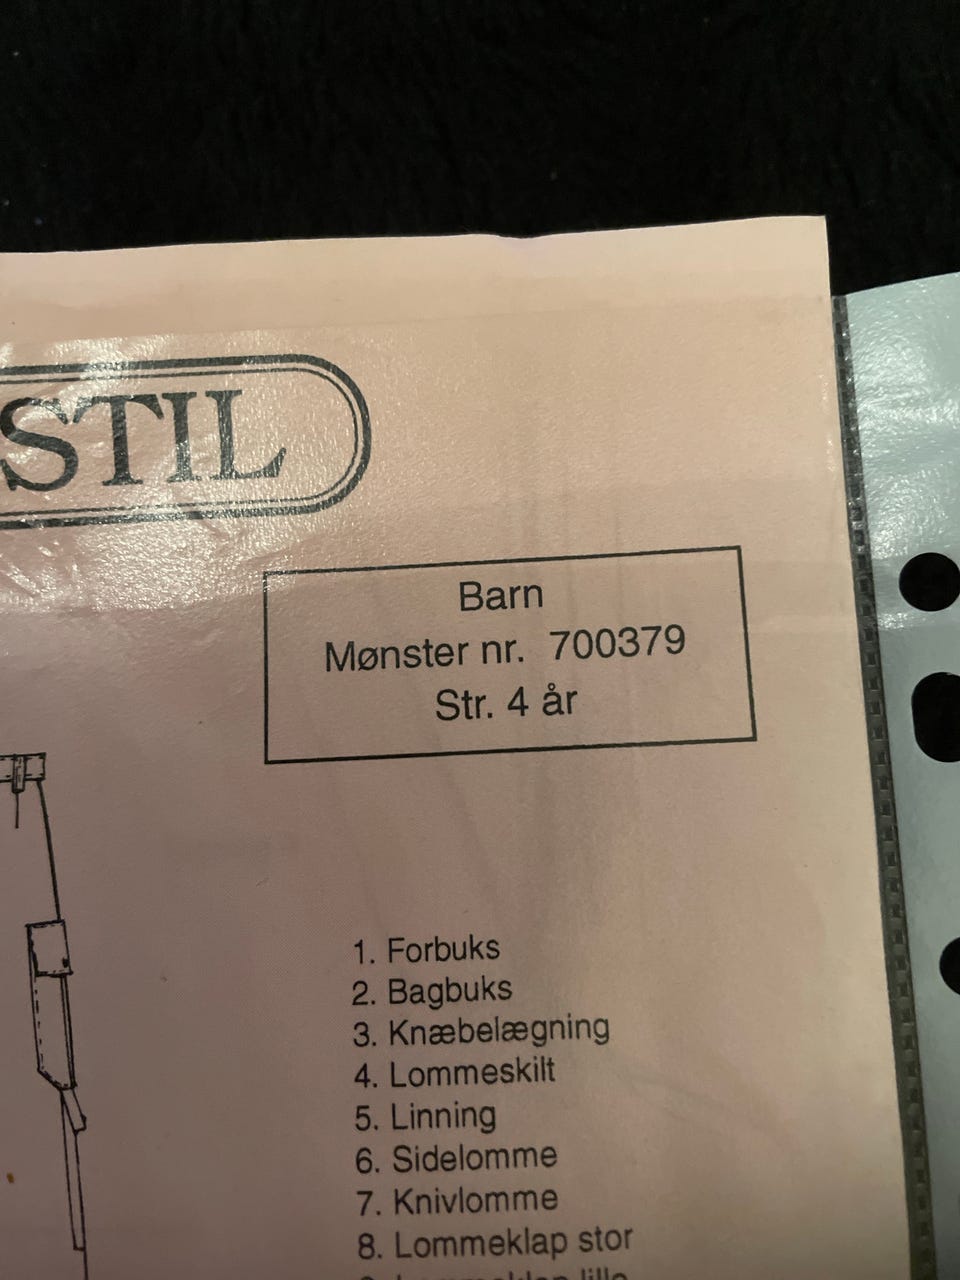 STIL
Barn
Mønster nr. 700379
Str. 4 år
1. Forbuks
2. Bagbuks
3. Knæbelægning
4. Lommeskilt
5. Linning
6. Sidelomme
7. Knivlomme
8. Lommeklap stor